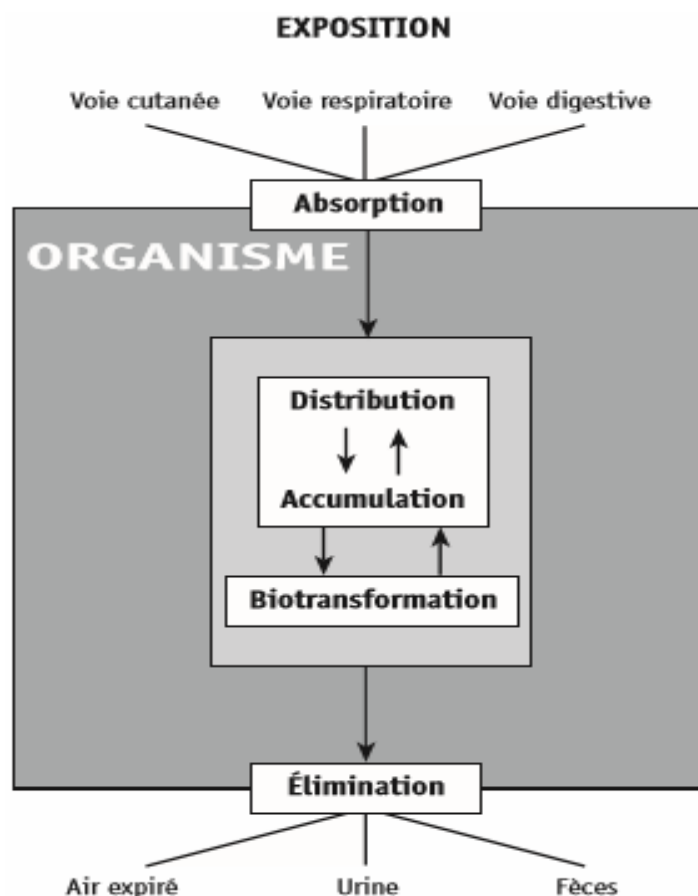 EXPOSITION
Voie cutanée Voie respiratoire Voie digestive
Absorption
ORGANISME
Distribution
Accumulation
Biotransformation
Élimination
Air expiré Urine Fèces